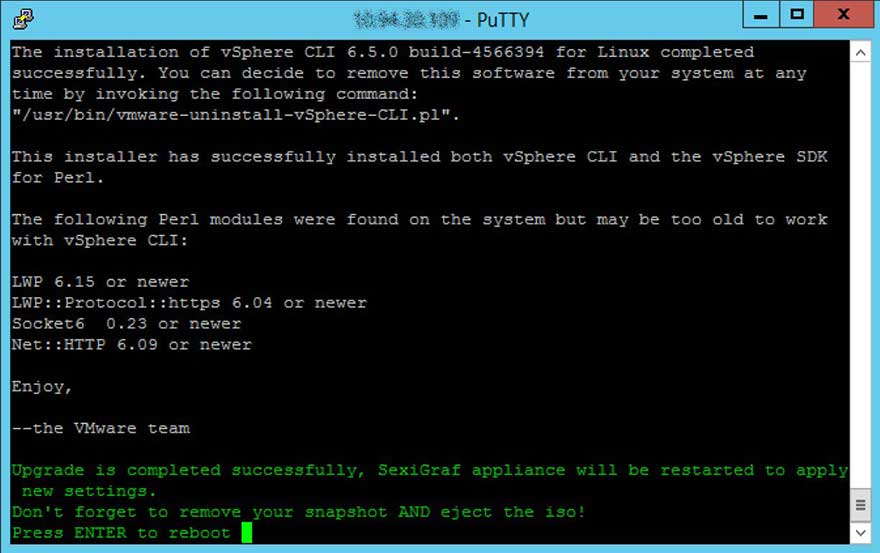 - PuTTY
The installation of vSphere CLI 6.5.0 build-4566394 for Linux completed
successfully. You can decide to remove this software from your system at any
time by invoking the following command:
"/usr/bin/vmware-uninstall-vSphere-CLI.pl".
This installer has successfully installed both vSphere CLI and the vSphere SDK
for Perl.
The following Perl modules were found on the system but may be too old to work
with vSphere CLI:
LWP 6.15 or newer
LWP::Protocol::https 6.04 or newer
Socket6  0.23 or newer
Net::HTTP 6.09 or newer
Enjoy,
--the VMware team
Upgrade is completed successfully, SexiGraf appliance will be restarted to apply
 new settings.
Don't forget to remove your snapshot AND eject the iso!
Press ENTER to reboot